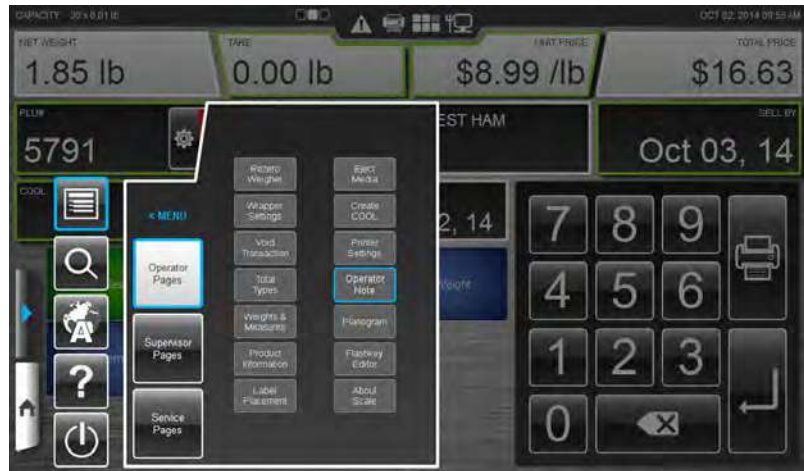 CAPACITY 30 x 0.01 lb
OCT 02, 2014 09:53 AM
NET WEIGHT
1.85 lb
TARE
0.00 lb
UNIT PRICE
$8.99 /lb
TOTAL PRICE
$16.63
PLU#
5791
EST HAM
SELL BY
Oct 03, 14
COOL
2, 14
< MENU
Operator
Pages
Supervisor
Pages
Service
Pages
Rezero
Weigher
Eject
Media
Wrapper
Settings
Create
COOL
Void
Transaction
Printer
Settings
Total
Types
Operator
Note
Weights &
Measures
Planogram
Product
Information
Flashkey
Editor
Label
Placement
About
Scale
Weight
A
?
7 8 9
4 5 6
1 2 3
0